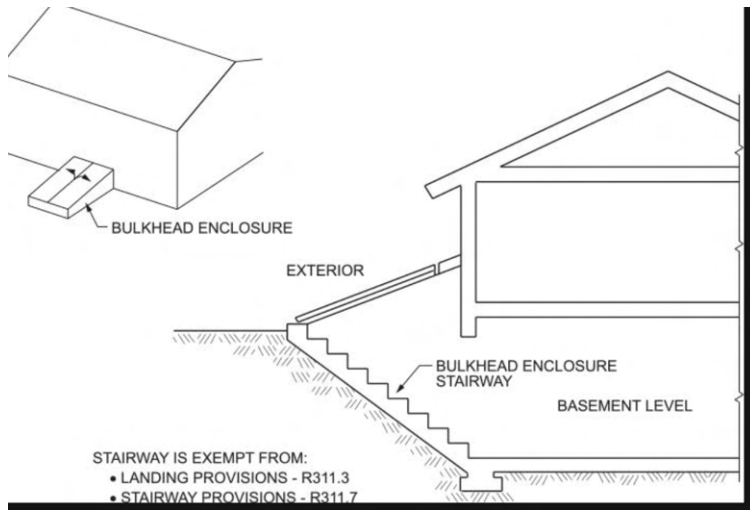 BULKHEAD ENCLOSURE
EXTERIOR
BULKHEAD ENCLOSURE
STAIRWAY
BASEMENT LEVEL
STAIRWAY IS EXEMPT FROM:
• LANDING PROVISIONS - R311.3
• STAIRWAY PROVISIONS - R311.7